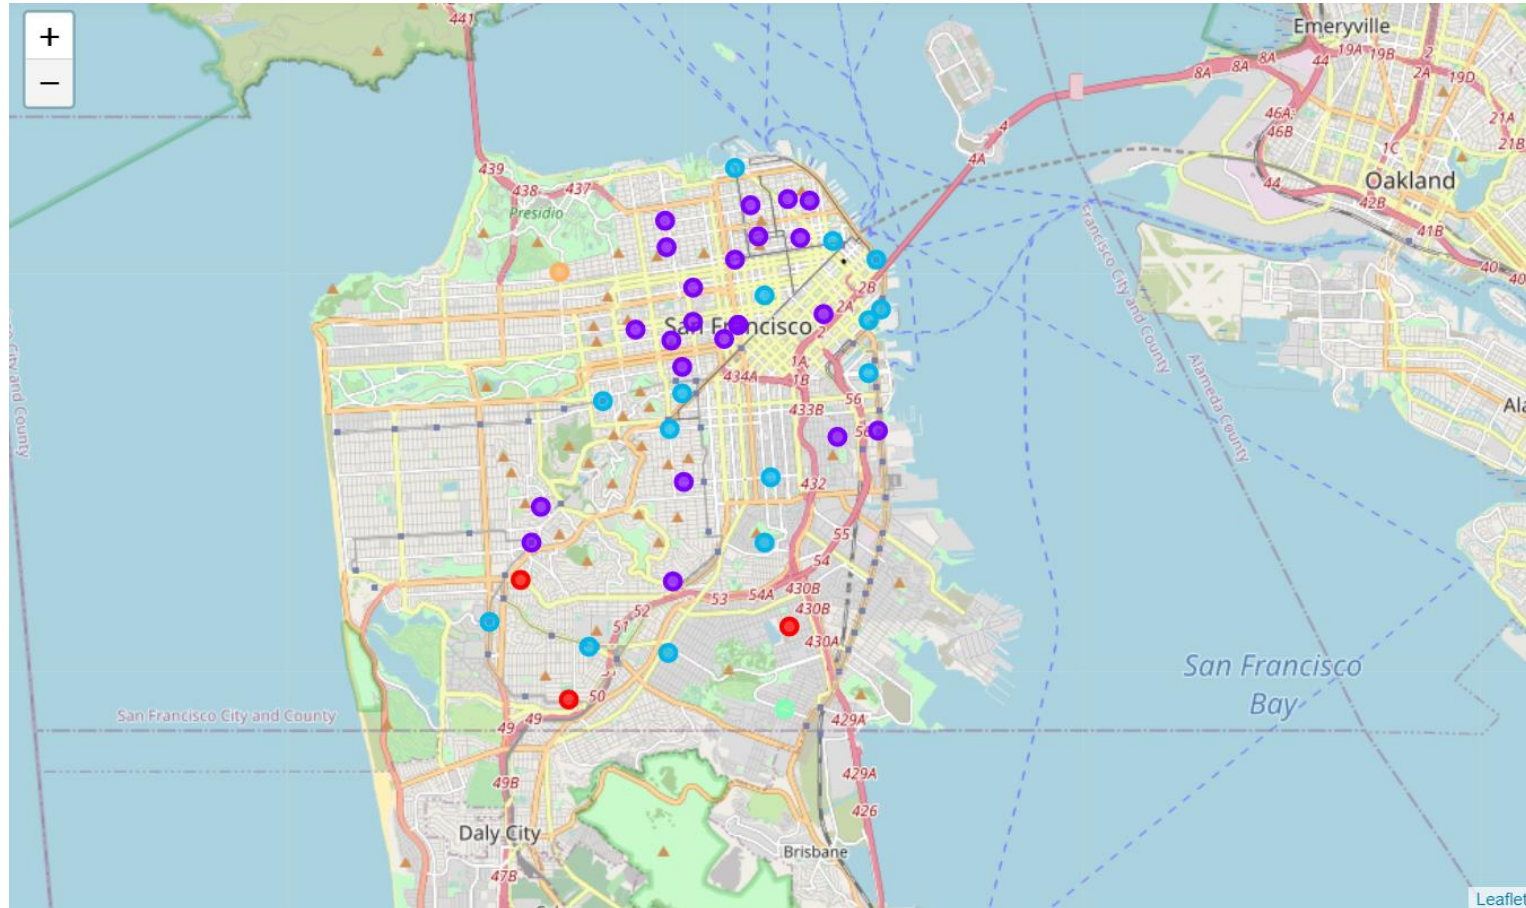 +
−
441
Emeryville
8A
8A
8A
44
19A
19B
2
2A
19D
46A
46B
21A
21B
1C
4
4A
439
438
437
Presidio
Oakland
44
42B
41B
40
San Francisco City and County
2B
2A
San Francisco
2
1A
1B
434A
433B
56
Alameda County
432
55
54
430B
54A
53
52
51
430B
430A
50
San Francisco
Bay
San Francisco City and County
49
49
429A
49B
429A
426
Daly City
Brisbane
47B
Leaflet